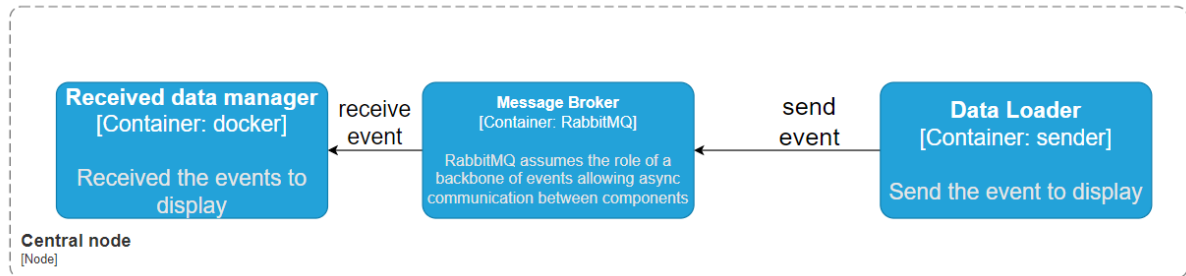 Received data manager
[Container: docker]
Received the events to
display
receive
event
Message Broker
[Container: RabbitMQ]
RabbitMQ assumes the role of a
backbone of events allowing async
communication between components
send
event
Data Loader
[Container: sender]
Send the event to display
Central node
[Node]